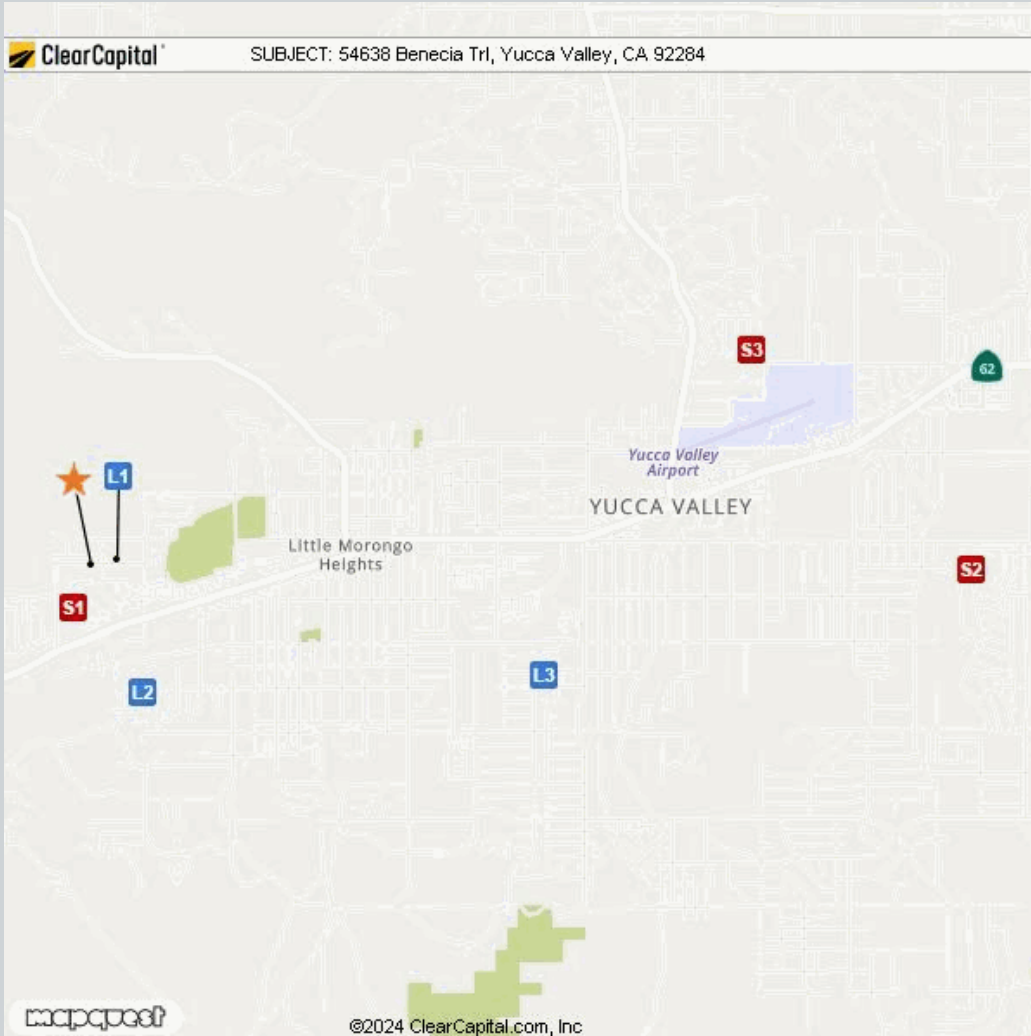 ClearCapital
SUBJECT: 54638 Benecia Trl, Yucca Valley, CA 92284
S3
62
Yucca Valley
Airport
L1
YUCCA VALLEY
Little Morongo
Heights
S2
S1
L3
L2
mapquest
©2024 ClearCapital.com, Inc